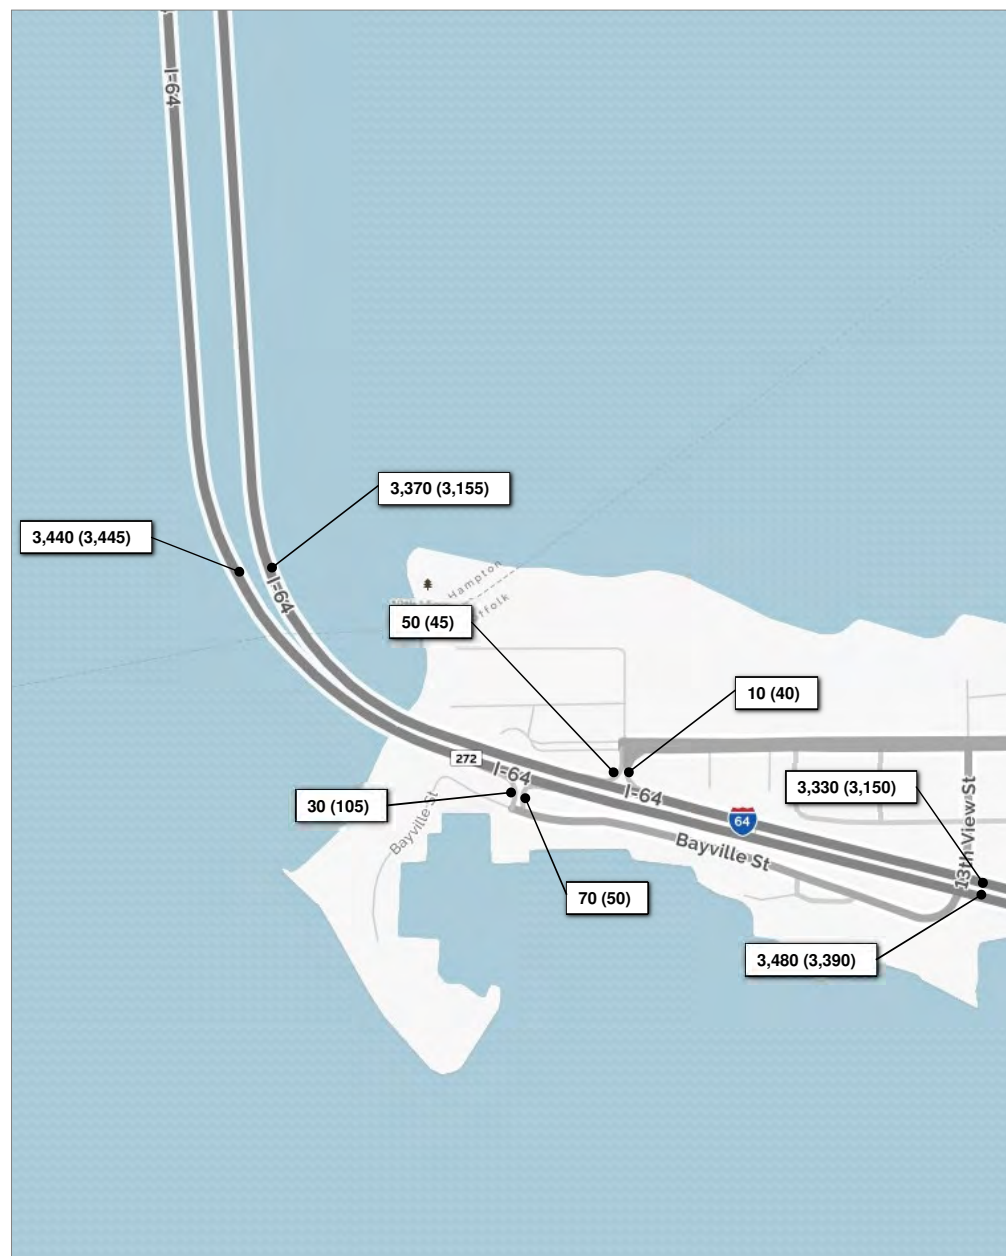 I-64
3,370 (3,155)
3,440 (3,445)
I-64
Hampton
50 (45)
10 (40)
272
I-64
I-64
3,330 (3,150)
30 (105)
Bayville St
64
13th View St
Bayville St
70 (50)
3,480 (3,390)